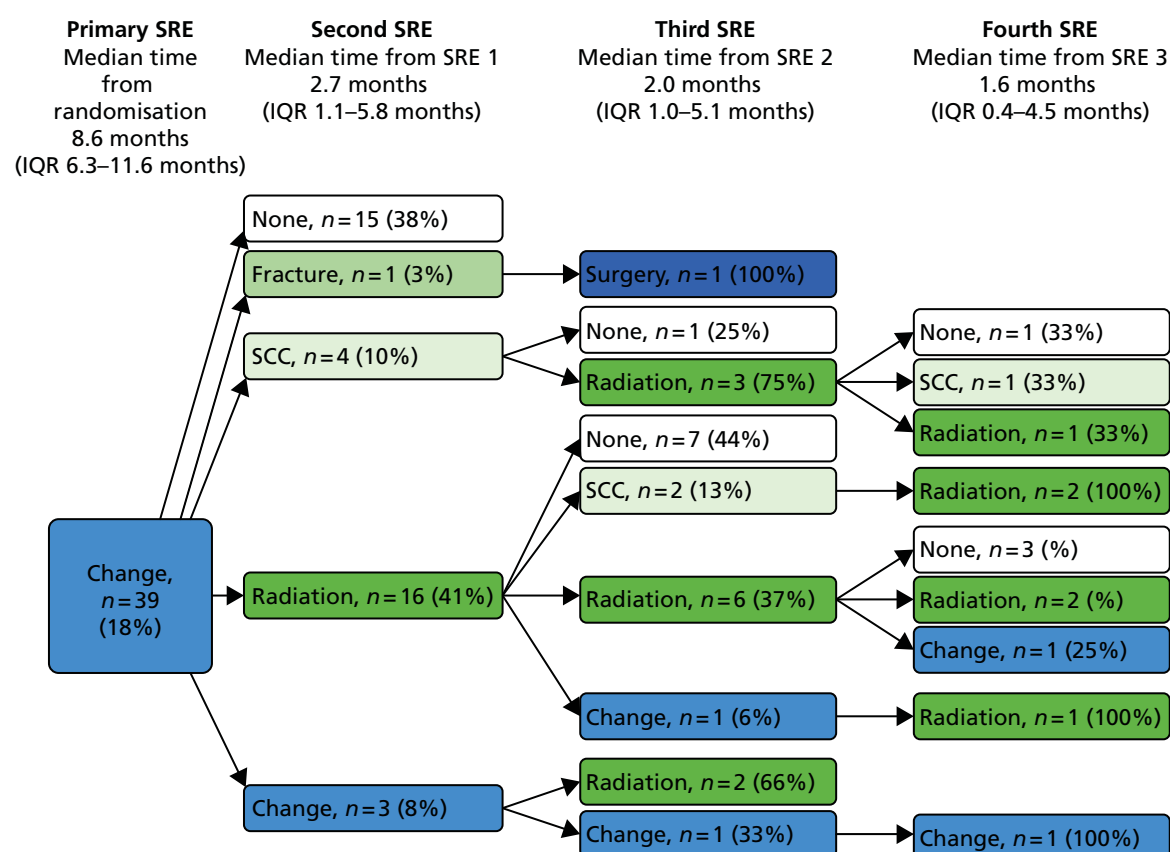 Primary SRE
Median time
from
randomisation
8.6 months
(IQR 6.3–11.6 months)
Second SRE
Median time from SRE 1
2.7 months
(IQR 1.1–5.8 months)
Third SRE
Median time from SRE 2
2.0 months
(IQR 1.0–5.1 months)
Fourth SRE
Median time from SRE 3
1.6 months
(IQR 0.4–4.5 months)
Change,
n=39
(18%)
None, n=15 (38%)
Fracture, n=1 (3%)
SCC, n=4 (10%)
Radiation, n=16 (41%)
Change, n=3 (8%)
Surgery, n=1 (100%)
None, n=1 (25%)
Radiation, n=3 (75%)
None, n=7 (44%)
SCC, n=2 (13%)
Radiation, n=6 (37%)
Change, n=1 (6%)
Radiation, n=2 (66%)
Change, n=1 (33%)
None, n=1 (33%)
SCC, n=1 (33%)
Radiation, n=1 (33%)
Radiation, n=2 (100%)
None, n=3 (%)
Radiation, n=2 (%)
Change, n=1 (25%)
Radiation, n=1 (100%)
Change, n=1 (100%)